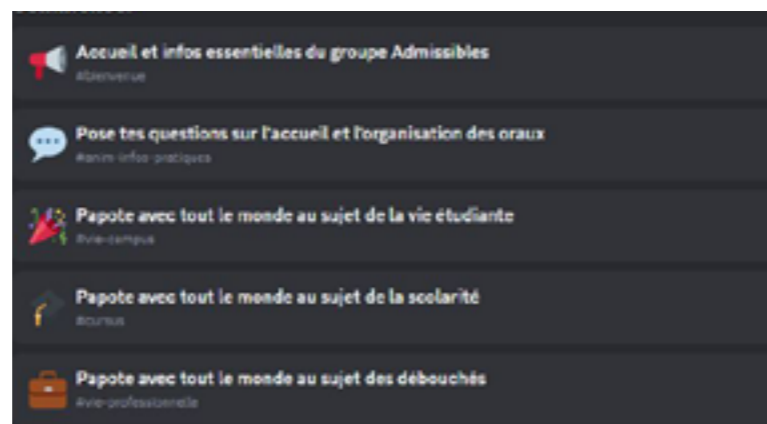 Accueil et infos essentielles du groupe Admissibles
#bienvenue
Pose tes questions sur l'accueil et l'organisation des oraux
#anim-infos-pratiques
Papote avec tout le monde au sujet de la vie étudiante
#vie-campus
Papote avec tout le monde au sujet de la scolarité
#cursus
Papote avec tout le monde au sujet des débouchés
#vie-professionnelle